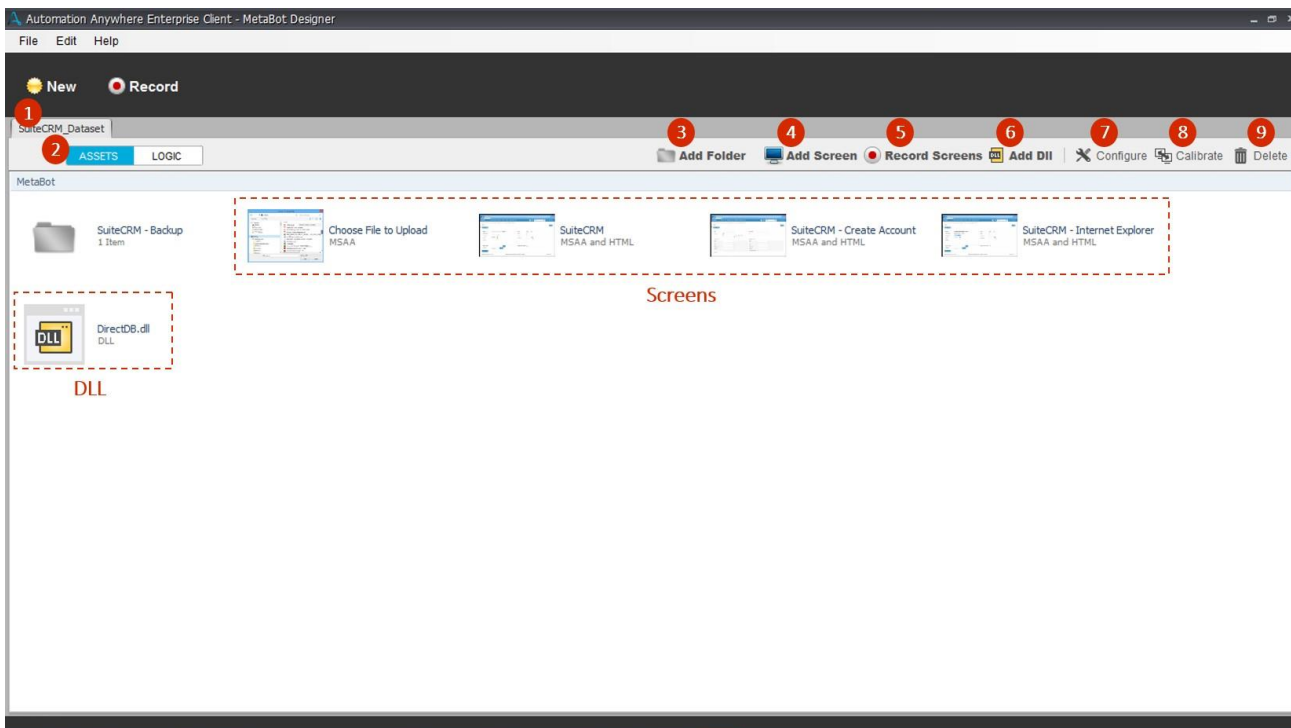 Automation Anywhere Enterprise Client - MetaBot Designer
File Edit Help
New Record
1
SuiteCRM_Dataset
3 4 5 6 7 8 9
2 ASSETS LOGIC Add Folder Add Screen Record Screens Add Dll Configure Calibrate Delete
MetaBot
SuiteCRM - Backup
1 Item
Choose File to Upload
MSAA
SuiteCRM
MSAA and HTML
SuiteCRM - Create Account
MSAA and HTML
SuiteCRM - Internet Explorer
MSAA and HTML
Screens
DLL
DirectDB.dll
DLL
DLL